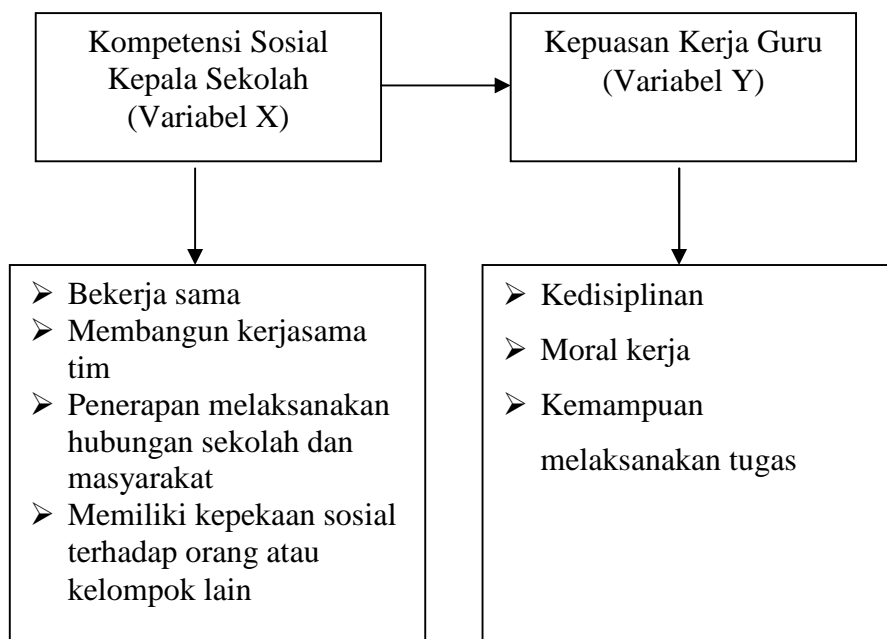 Kompetensi Sosial
Kepala Sekolah
(Variabel X)
Kepuasan Kerja Guru
(Variabel Y)
➢ Bekerja sama
➢ Membangun kerjasama
tim
➢ Penerapan melaksanakan
hubungan sekolah dan
masyarakat
➢ Memiliki kepekaan sosial
terhadap orang atau
kelompok lain
➢ Kedisiplinan
➢ Moral kerja
➢ Kemampuan
melaksanakan tugas